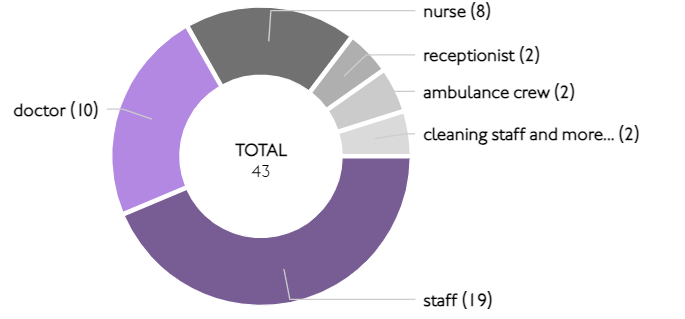 nurse (8)
receptionist (2)
ambulance crew (2)
doctor (10)
cleaning staff and more... (2)
TOTAL
43
staff (19)